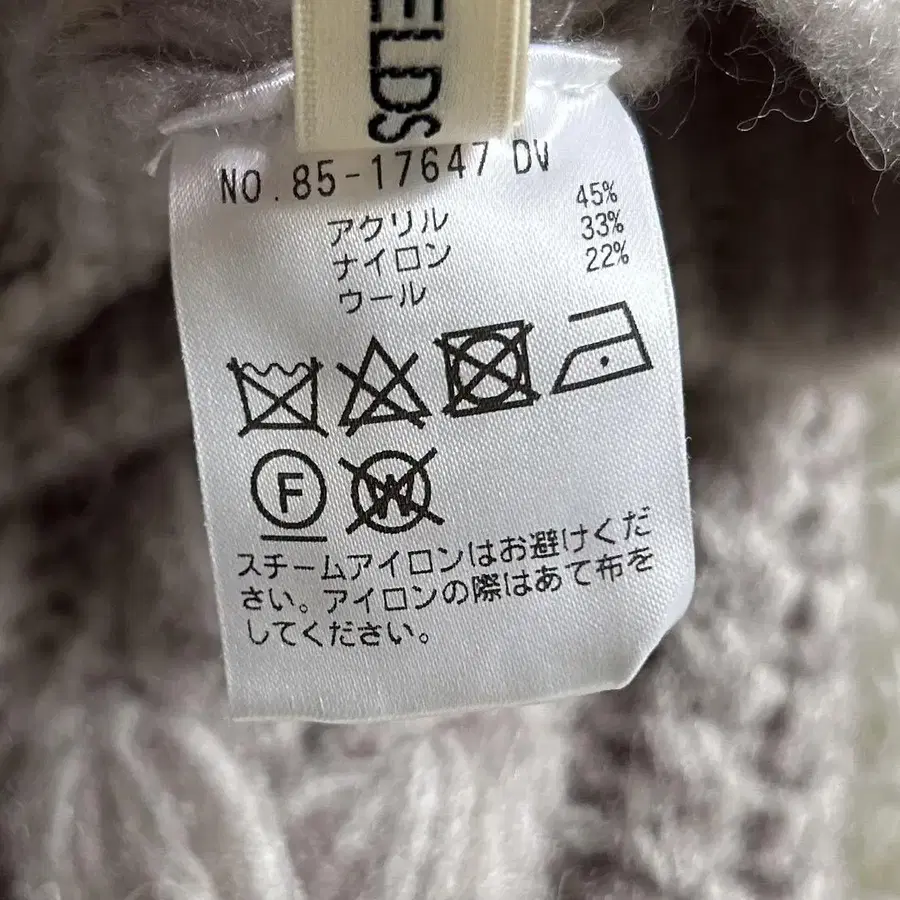 ELDS
NO.85-17647 DV
アクリル 45%
ナイロン 33%
ウール 22%
F
W
スチームアイロンはお避けくだ
さい。アイロンの際はあて布を
してください。